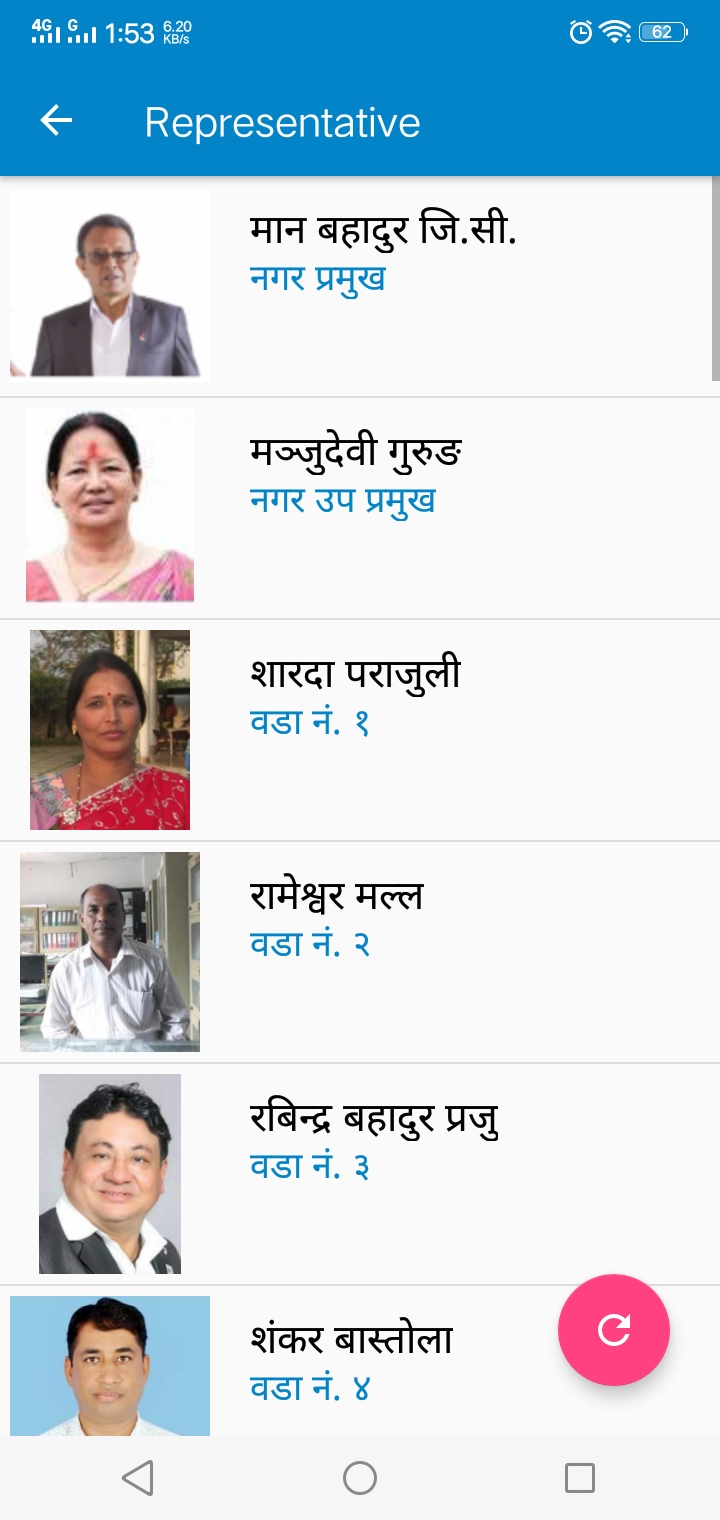 4G G 1:53 6.20 KB/s 62
Representative
मान बहादुर जि.सी.
नगर प्रमुख
मञ्जुदेवी गुरुङ
नगर उप प्रमुख
शारदा पराजुली
वडा नं. १
रामेश्वर मल्ल
वडा नं. २
रबिन्द्र बहादुर प्रजु
वडा नं. ३
शंकर बास्तोला
वडा नं. ४